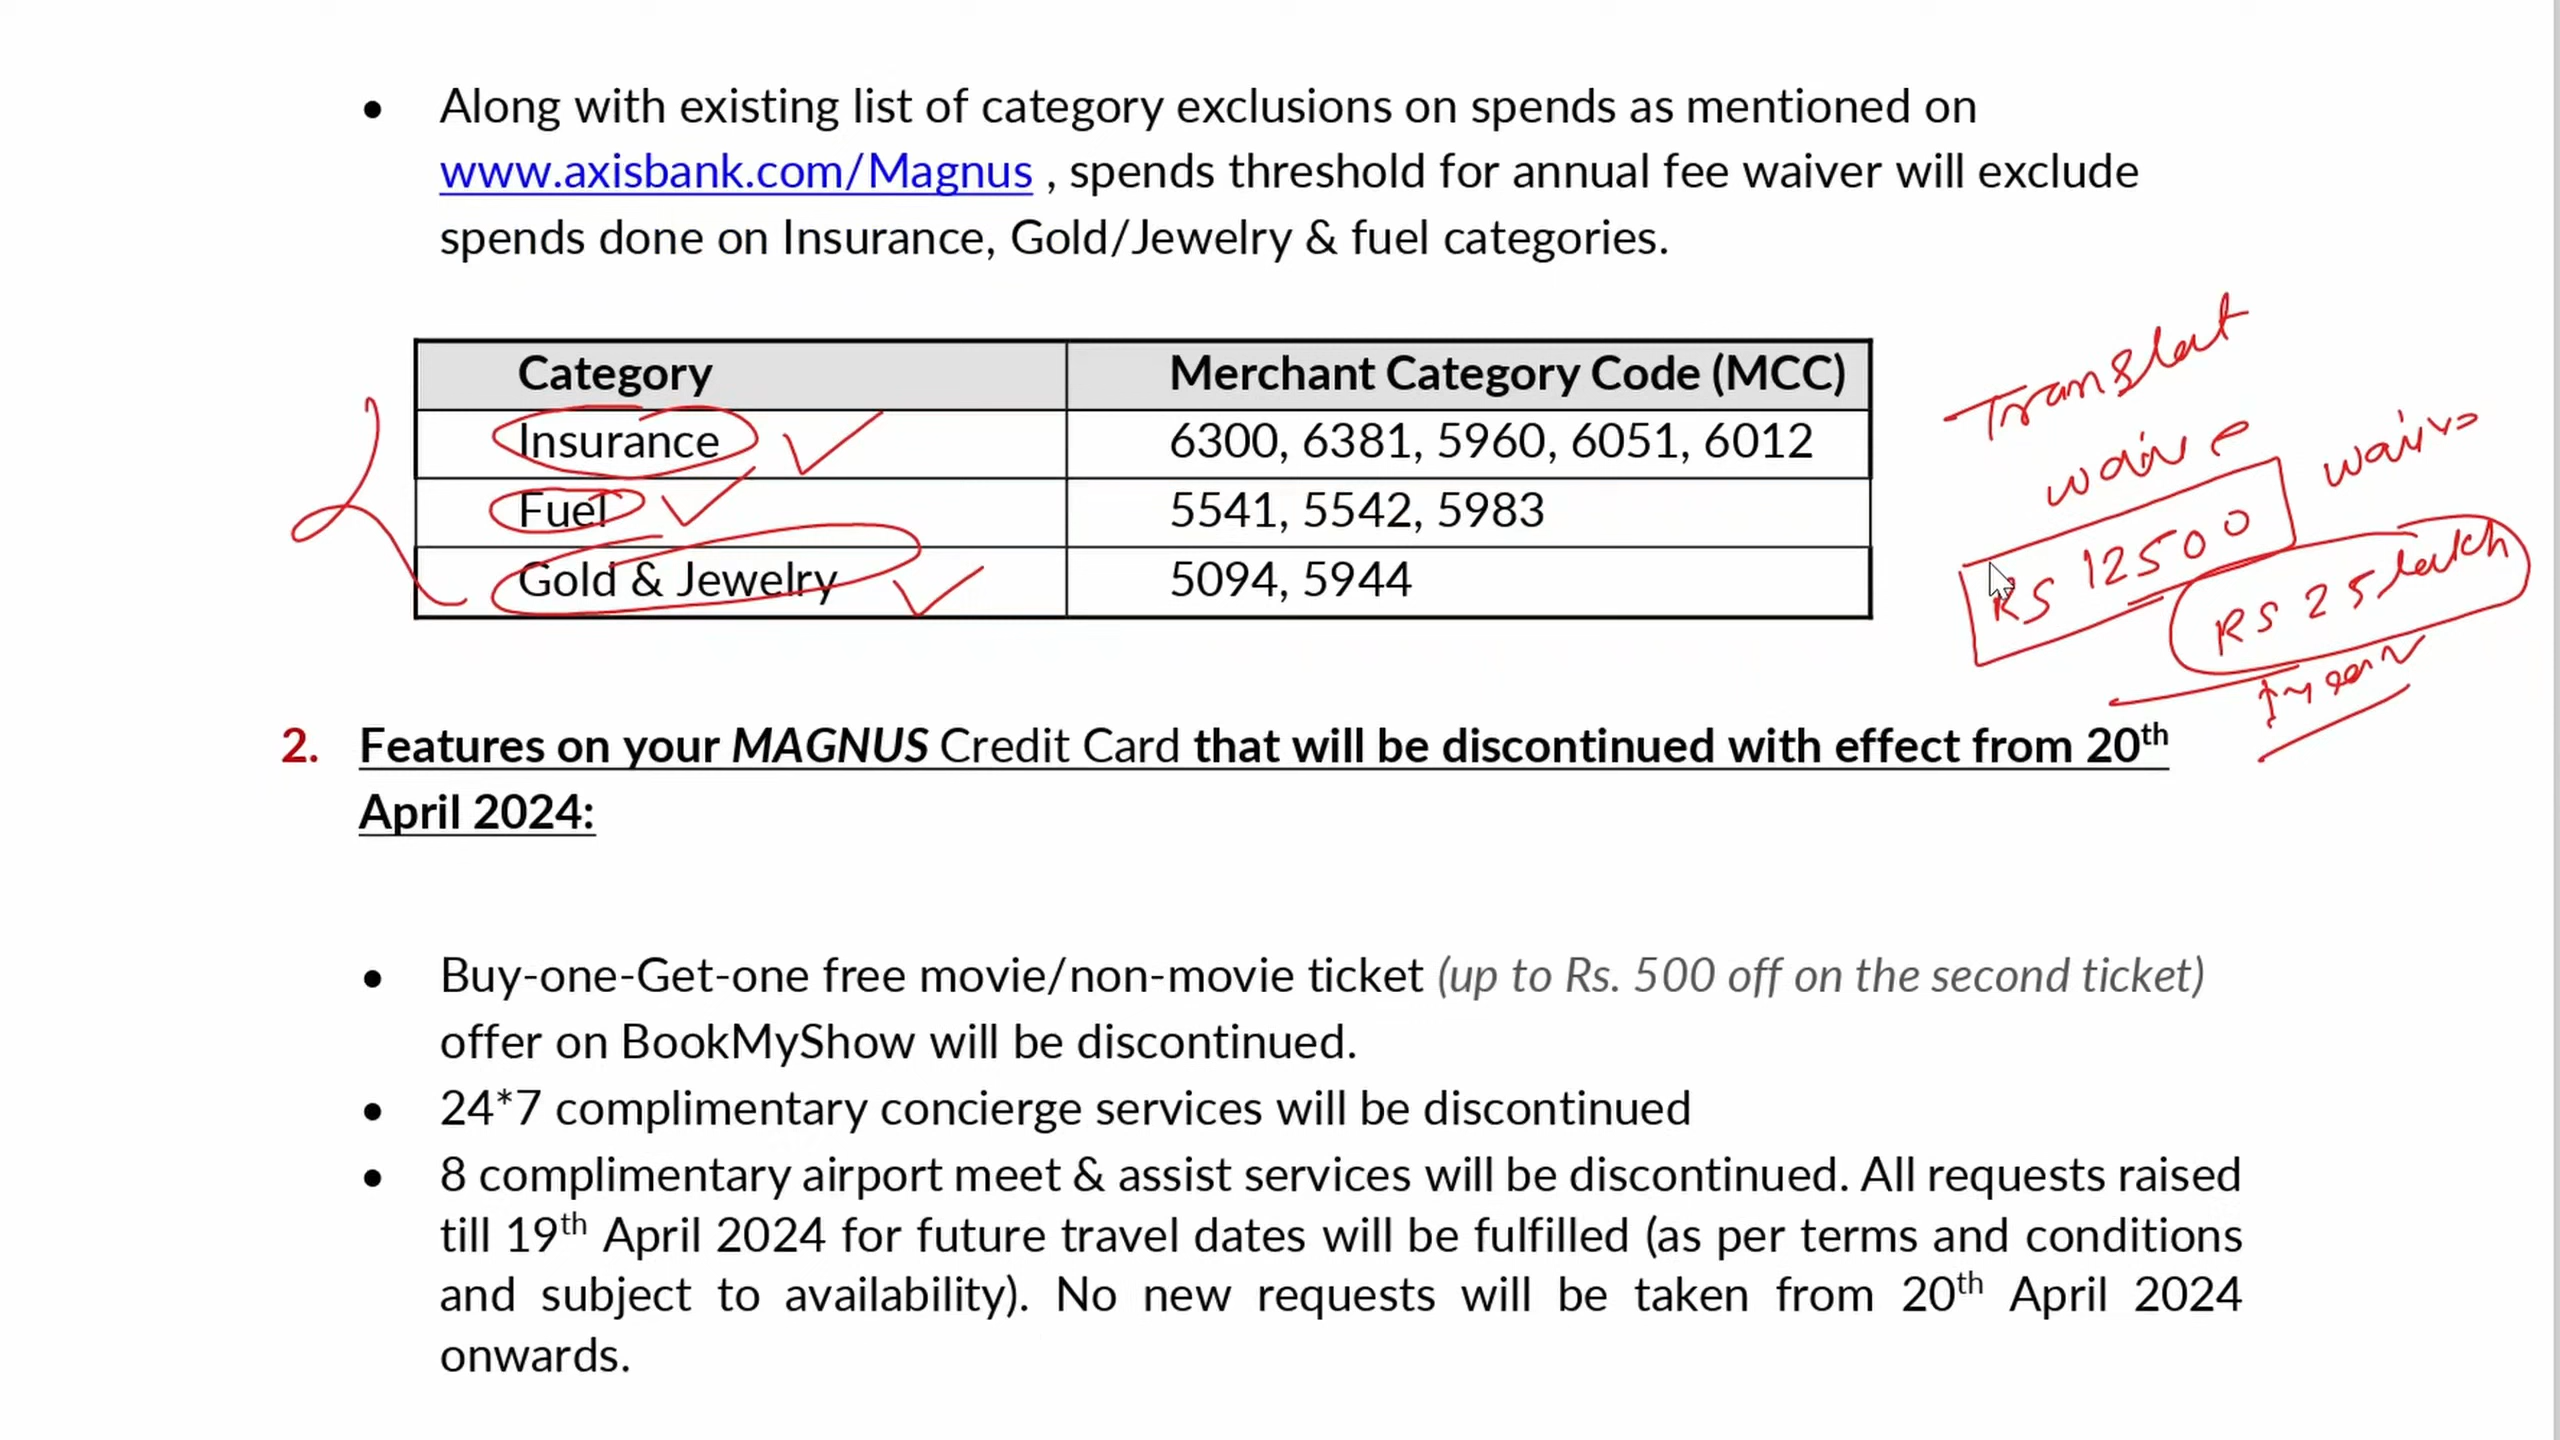 • Along with existing list of category exclusions on spends as mentioned on
www.axisbank.com/Magnus , spends threshold for annual fee waiver will exclude
spends done on Insurance, Gold/Jewelry & fuel categories.
Category Merchant Category Code (MCC)
Insurance 6300, 6381, 5960, 6051, 6012
Fuel 5541, 5542, 5983
Gold & Jewelry 5094, 5944
waive
RS 12500
RS 25 lakh
2. Features on your MAGNUS Credit Card that will be discontinued with effect from 20th
April 2024:
• Buy-one-Get-one free movie/non-movie ticket (up to Rs. 500 off on the second ticket)
offer on BookMyShow will be discontinued.
• 24*7 complimentary concierge services will be discontinued
• 8 complimentary airport meet & assist services will be discontinued. All requests raised
till 19th April 2024 for future travel dates will be fulfilled (as per terms and conditions
and subject to availability). No new requests will be taken from 20th April 2024
onwards.